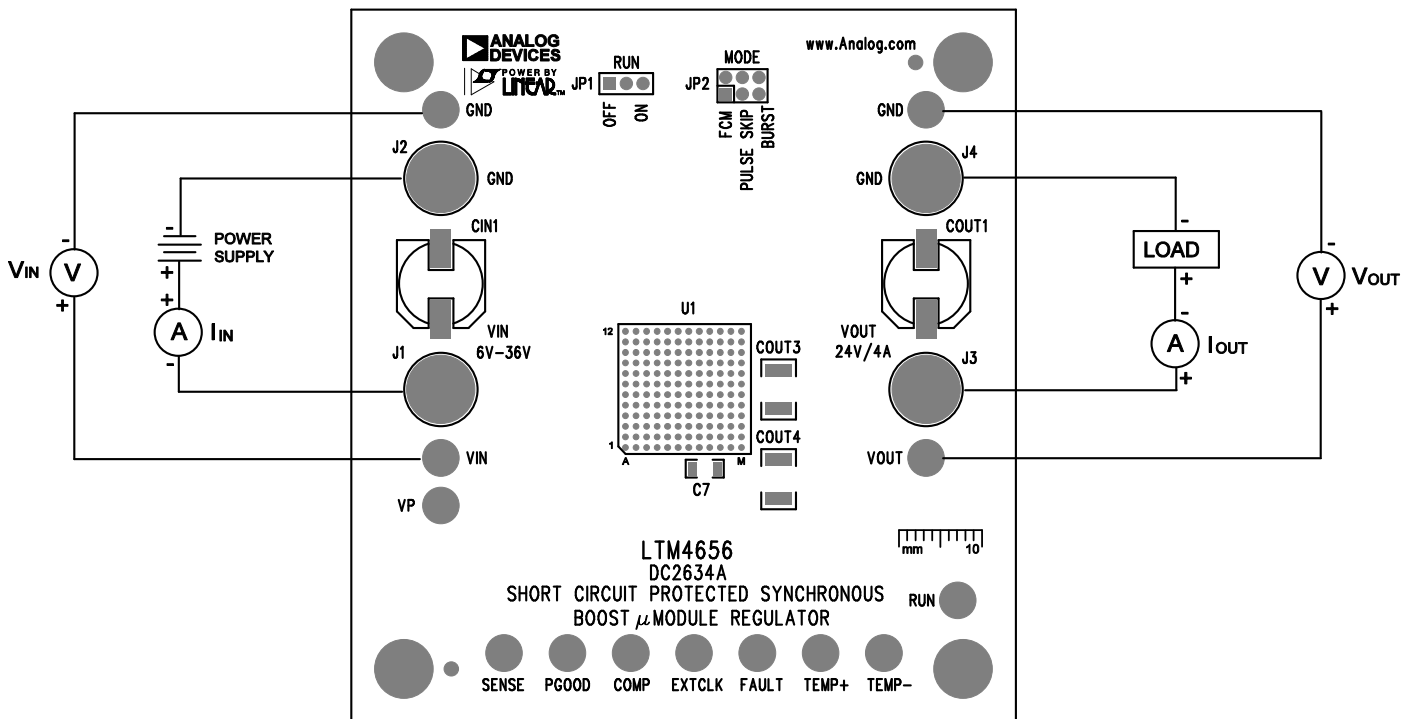 ANALOG
DEVICES
POWER BY
LINEAR™
www.Analog.com
RUN
JP1
OFF
ON
MODE
JP2
FCM
PULSE SKIP
BURST
GND
GND
J2
J4
GND
GND
CIN1
COUT1
-
POWER
SUPPLY
+
-
LOAD
+
-
VIN
V
+
-
V
VOUT
+
+
A
IIN
-
-
A
IOUT
+
VIN
6V-36V
J1
U1
12
1
A
M
COUT3
COUT4
C7
VOUT
24V/4A
J3
VIN
VOUT
VP
mm
10
LTM4656
DC2634A
SHORT CIRCUIT PROTECTED SYNCHRONOUS
BOOST µMODULE REGULATOR
RUN
SENSE
PGOOD
COMP
EXTCLK
FAULT
TEMP+
TEMP-